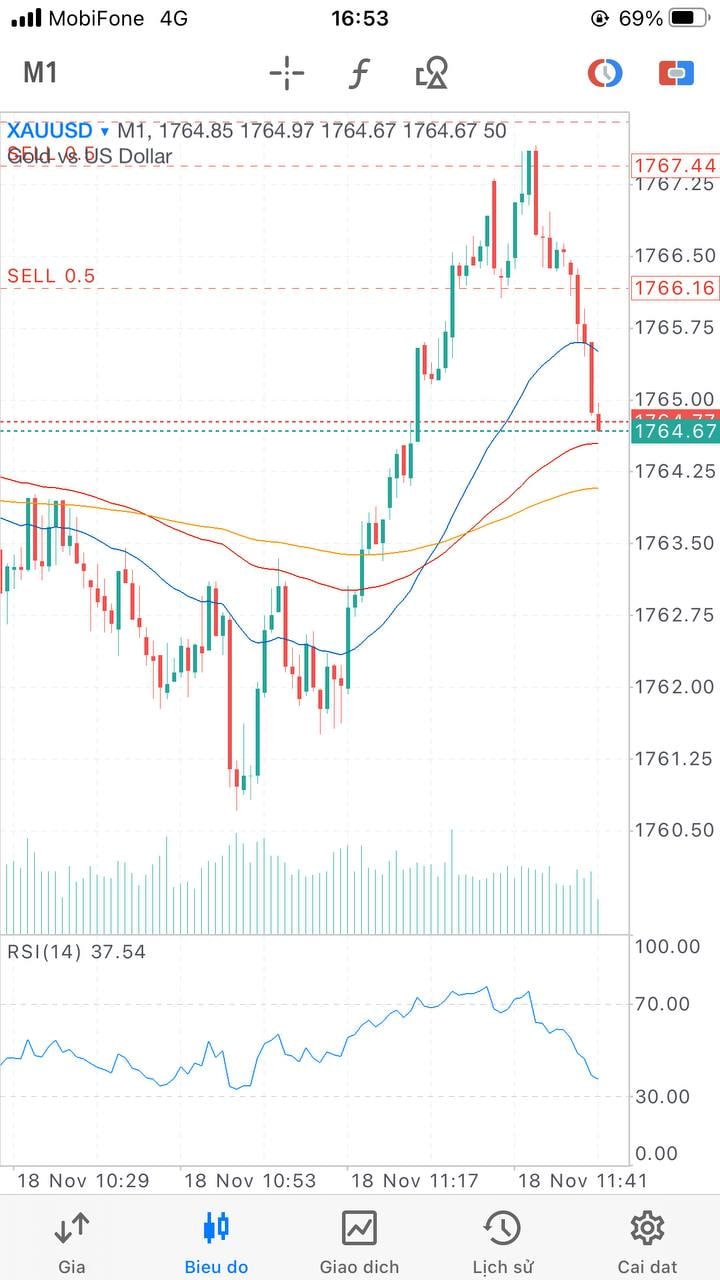 MobiFone 4G 16:53 69%
M1
XAUUSD ▼ M1, 1764.85 1764.97 1764.67 1764.67 50
SELL 0.5
Gold vs US Dollar
1767.44
1767.25
1766.50
SELL 0.5
1766.16
1765.75
1765.00
1764.77
1764.67
1764.25
1763.50
1762.75
1762.00
1761.25
1760.50
RSI(14) 37.54
100.00
70.00
30.00
0.00
18 Nov 10:29 18 Nov 10:53 18 Nov 11:17 18 Nov 11:41
Gia Bieu do Giao dich Lịch sử Cai dat